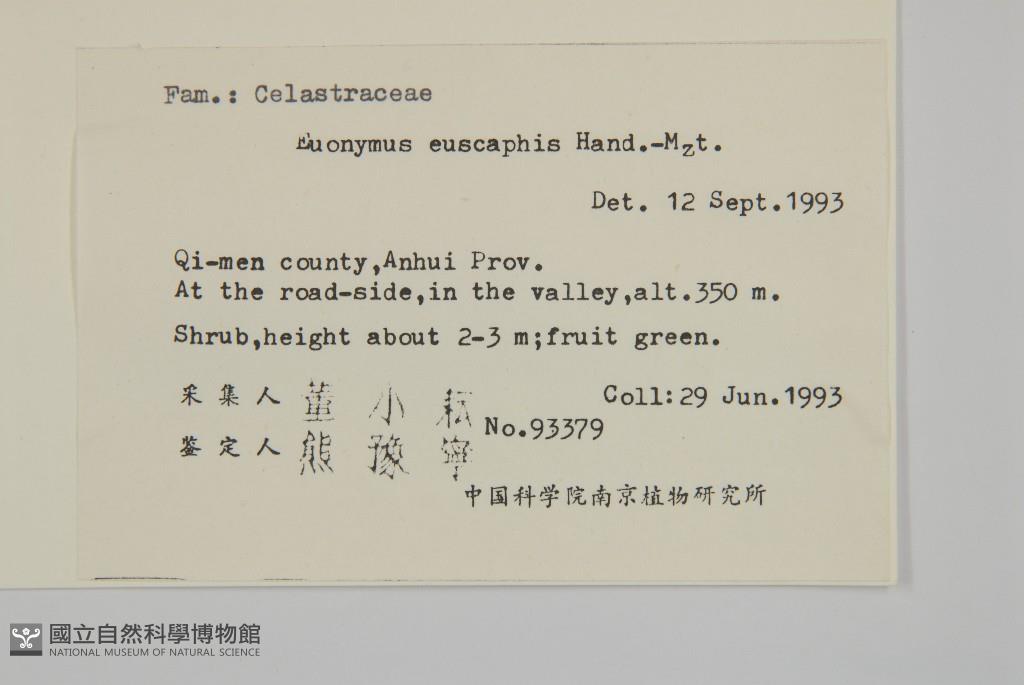 Fam.: Celastraceae
Euonymus euscaphis Hand.-Mzt.
Det. 12 Sept.1993
Qi-men county,Anhui Prov.
At the road-side,in the valley,alt.350 m.
Shrub,height about 2-3 m;fruit green.
采集人 董小耘 Coll:29 Jun.1993
No.93379
鉴定人 熊豫寧
中国科学院南京植物研究所
國立自然科學博物館
NATIONAL MUSEUM OF NATURAL SCIENCE